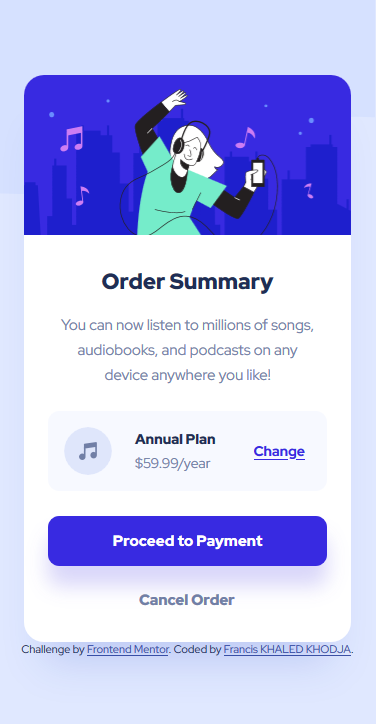 Order Summary
You can now listen to millions of songs,
audiobooks, and podcasts on any
device anywhere you like!
Annual Plan
$59.99/year
Change
Proceed to Payment
Cancel Order
Challenge by Frontend Mentor. Coded by Francis KHALED KHODJA.